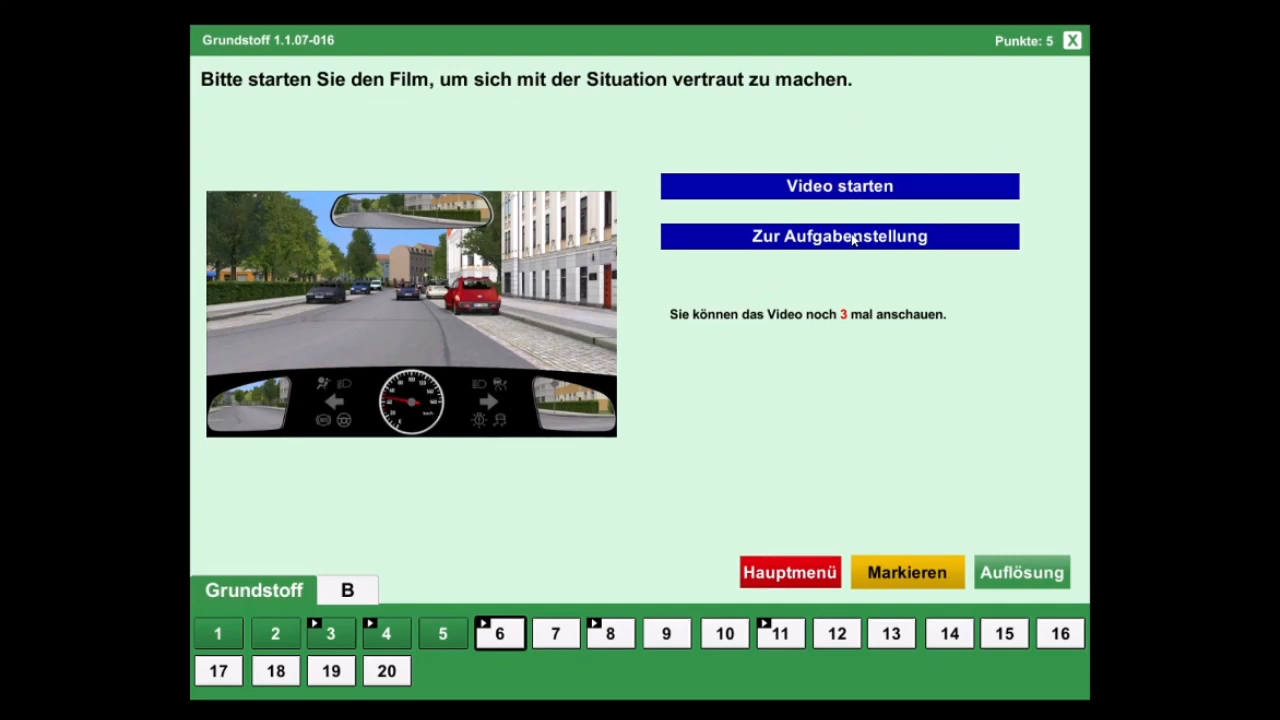 Grundstoff 1.1.07-016
Punkte: 5 X
Bitte starten Sie den Film, um sich mit der Situation vertraut zu machen.
Video starten
Zur Aufgabenstellung
Sie können das Video noch 3 mal anschauen.
Hauptmenü Markieren Auflösung
Grundstoff B
1 2 3 4 5 6 7 8 9 10 11 12 13 14 15 16
17 18 19 20